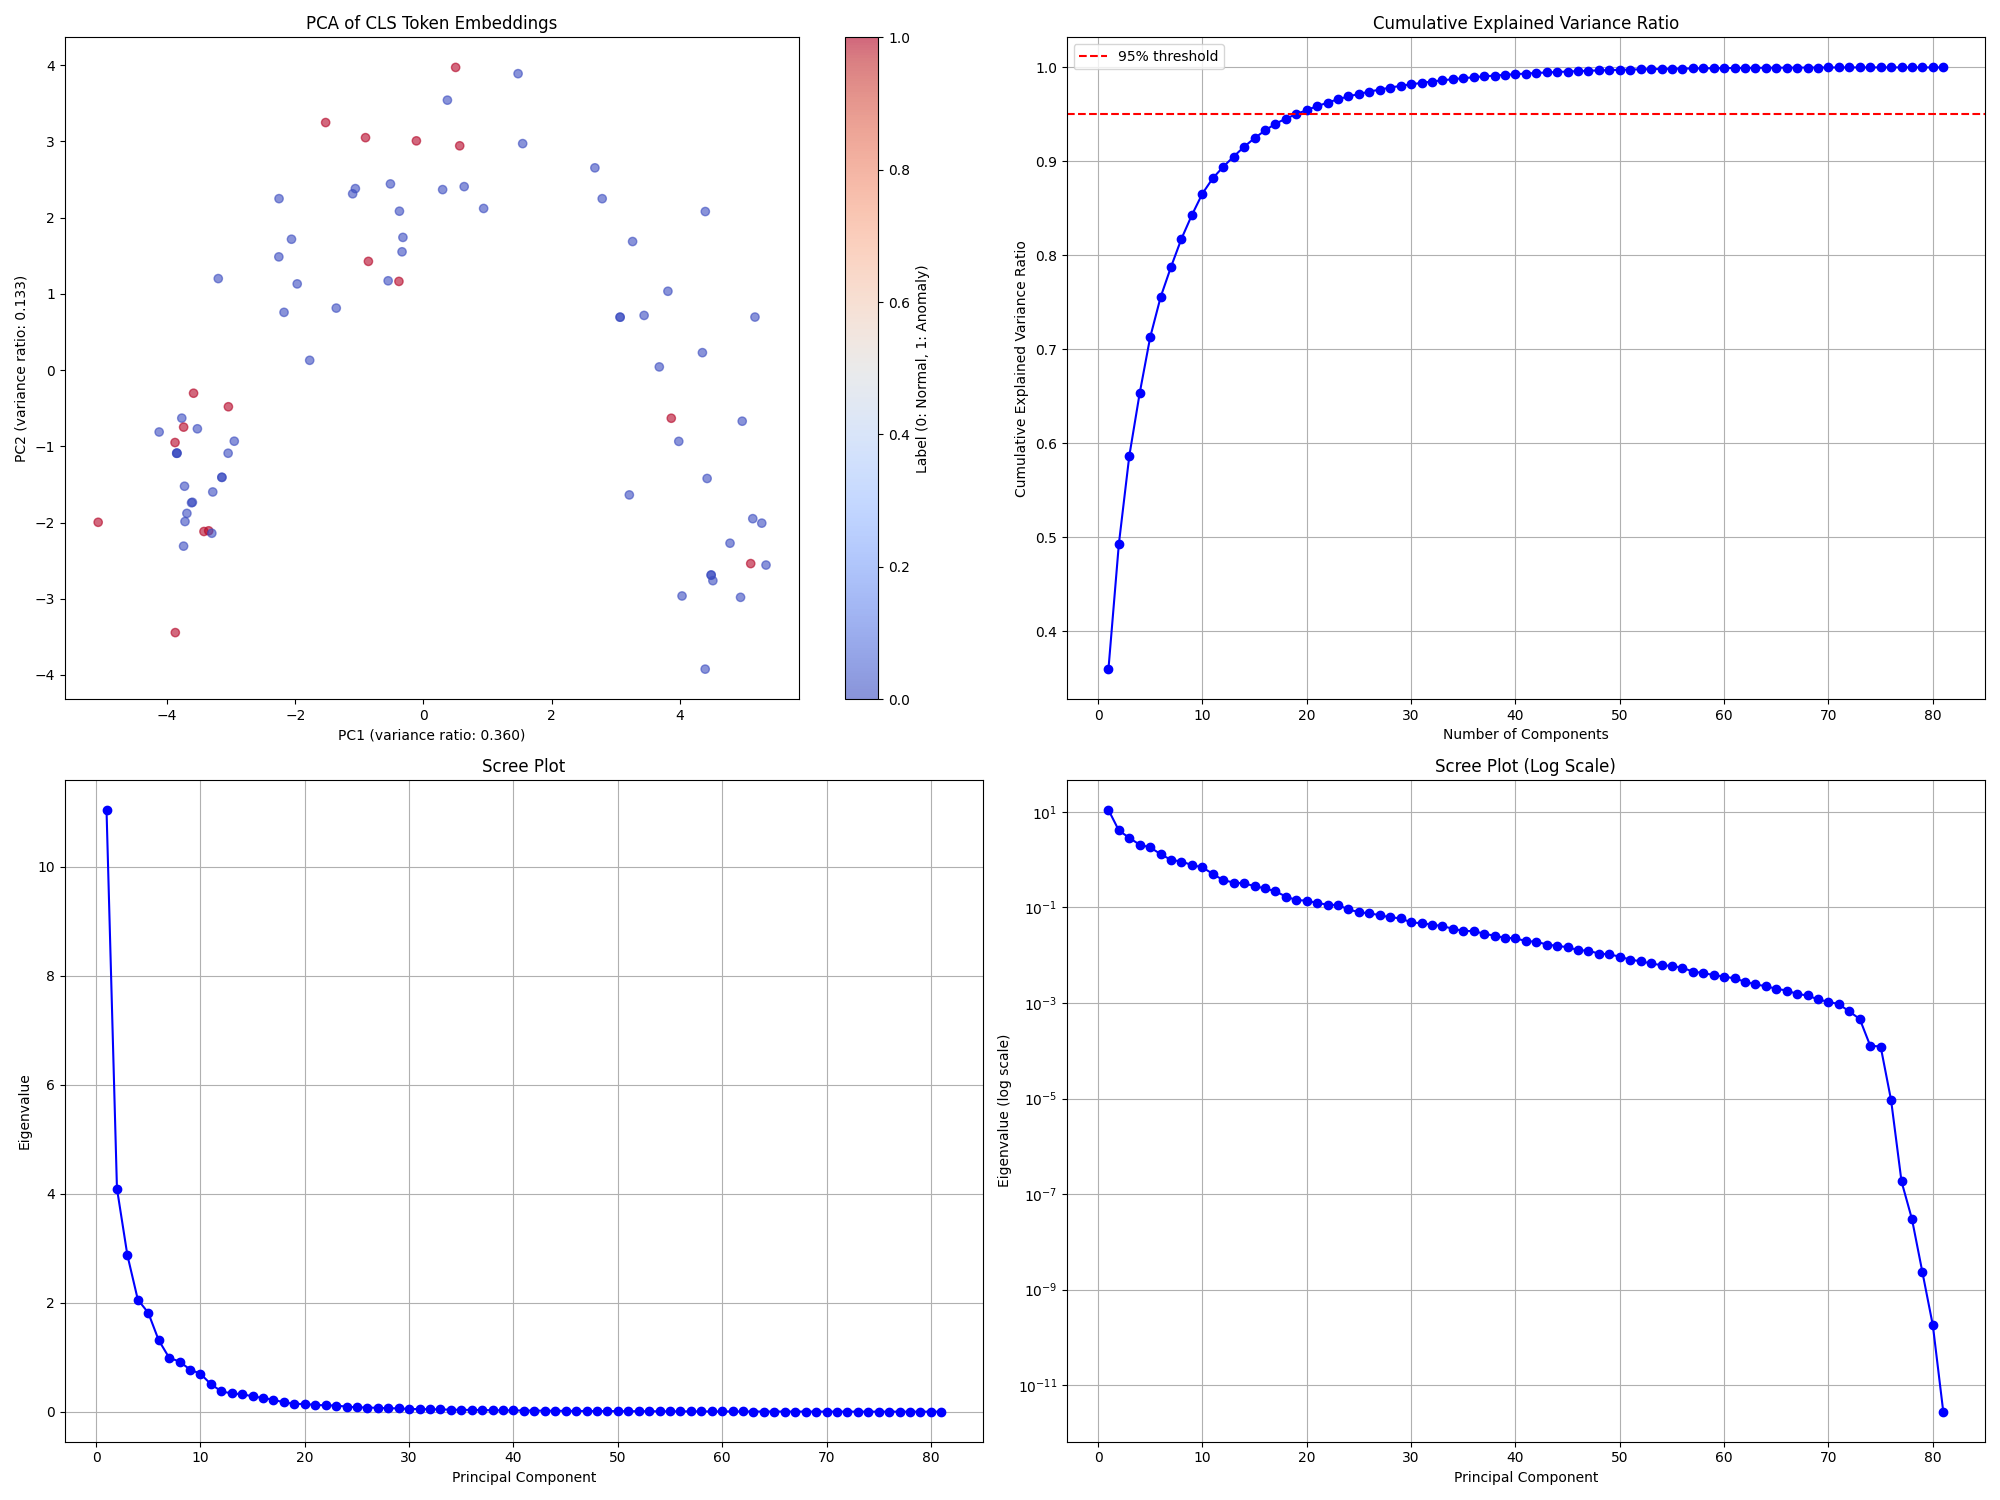 PCA of CLS Token Embeddings
4
3
2
1
0
−1
−2
−3
−4
PC2 (variance ratio: 0.133)
−4 −2 0 2 4
PC1 (variance ratio: 0.360)
1.0
0.8
0.6
0.4
0.2
0.0
Label (0: Normal, 1: Anomaly)
Cumulative Explained Variance Ratio
95% threshold
1.0
0.9
0.8
0.7
0.6
0.5
0.4
Cumulative Explained Variance Ratio
0 10 20 30 40 50 60 70 80
Number of Components
Scree Plot
10
8
6
4
2
0
Eigenvalue
0 10 20 30 40 50 60 70 80
Principal Component
Scree Plot (Log Scale)
10¹
10⁻¹
10⁻³
10⁻⁵
10⁻⁷
10⁻⁹
10⁻¹¹
Eigenvalue (log scale)
0 10 20 30 40 50 60 70 80
Principal Component